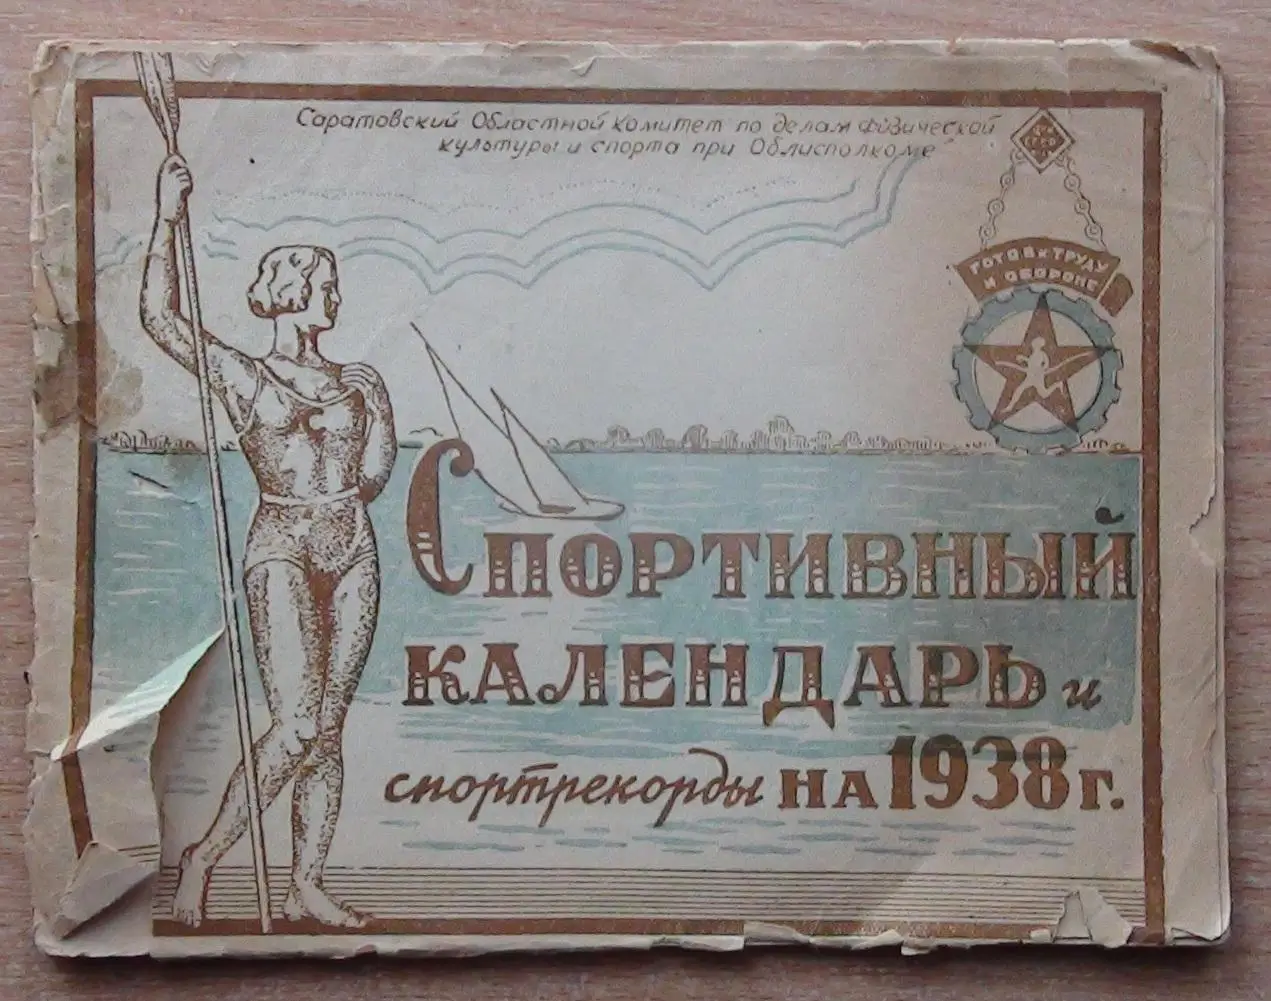 Саратовский Областной комитет по делам физической
культуры и спорта при Облисполкоме
ГОТОВ К ТРУДУ
И ОБОРОНЕ
Спортивный
календарь и
спортрекорды на 1938 г.